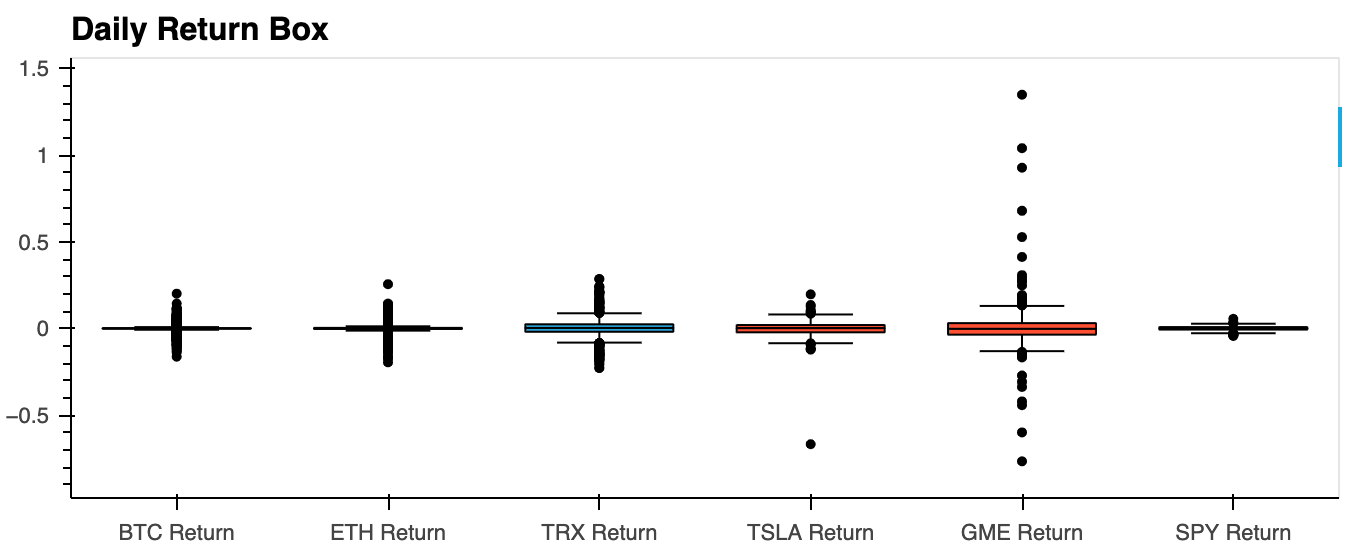 Daily Return Box
1.5
1
0.5
0
−0.5
BTC Return ETH Return TRX Return TSLA Return GME Return SPY Return